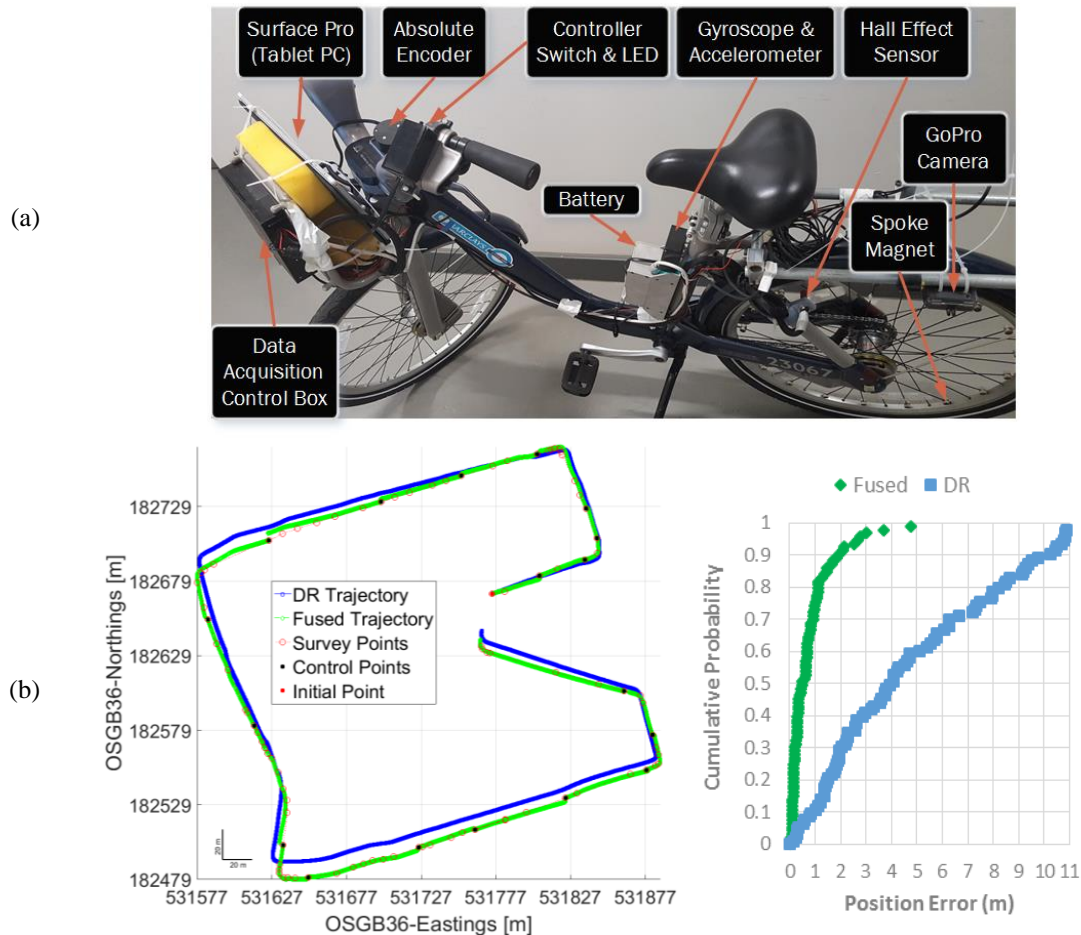 Surface Pro
(Tablet PC)
Absolute
Encoder
Controller
Switch & LED
Gyroscope &
Accelerometer
Hall Effect
Sensor
GoPro
Camera
(a)
Battery
Spoke
Magnet
BARCLAYS
23067
Data
Acquisition
Control Box
(b)
OSGB36-Northings [m]
182729
182679
182629
182579
182529
182479
DR Trajectory
Fused Trajectory
Survey Points
Control Points
Initial Point
20 m
20 m
531577 531627 531677 531727 531777 531827 531877
OSGB36-Eastings [m]
Fused DR
Cumulative Probability
1
0.9
0.8
0.7
0.6
0.5
0.4
0.3
0.2
0.1
0
0 1 2 3 4 5 6 7 8 9 10 11
Position Error (m)